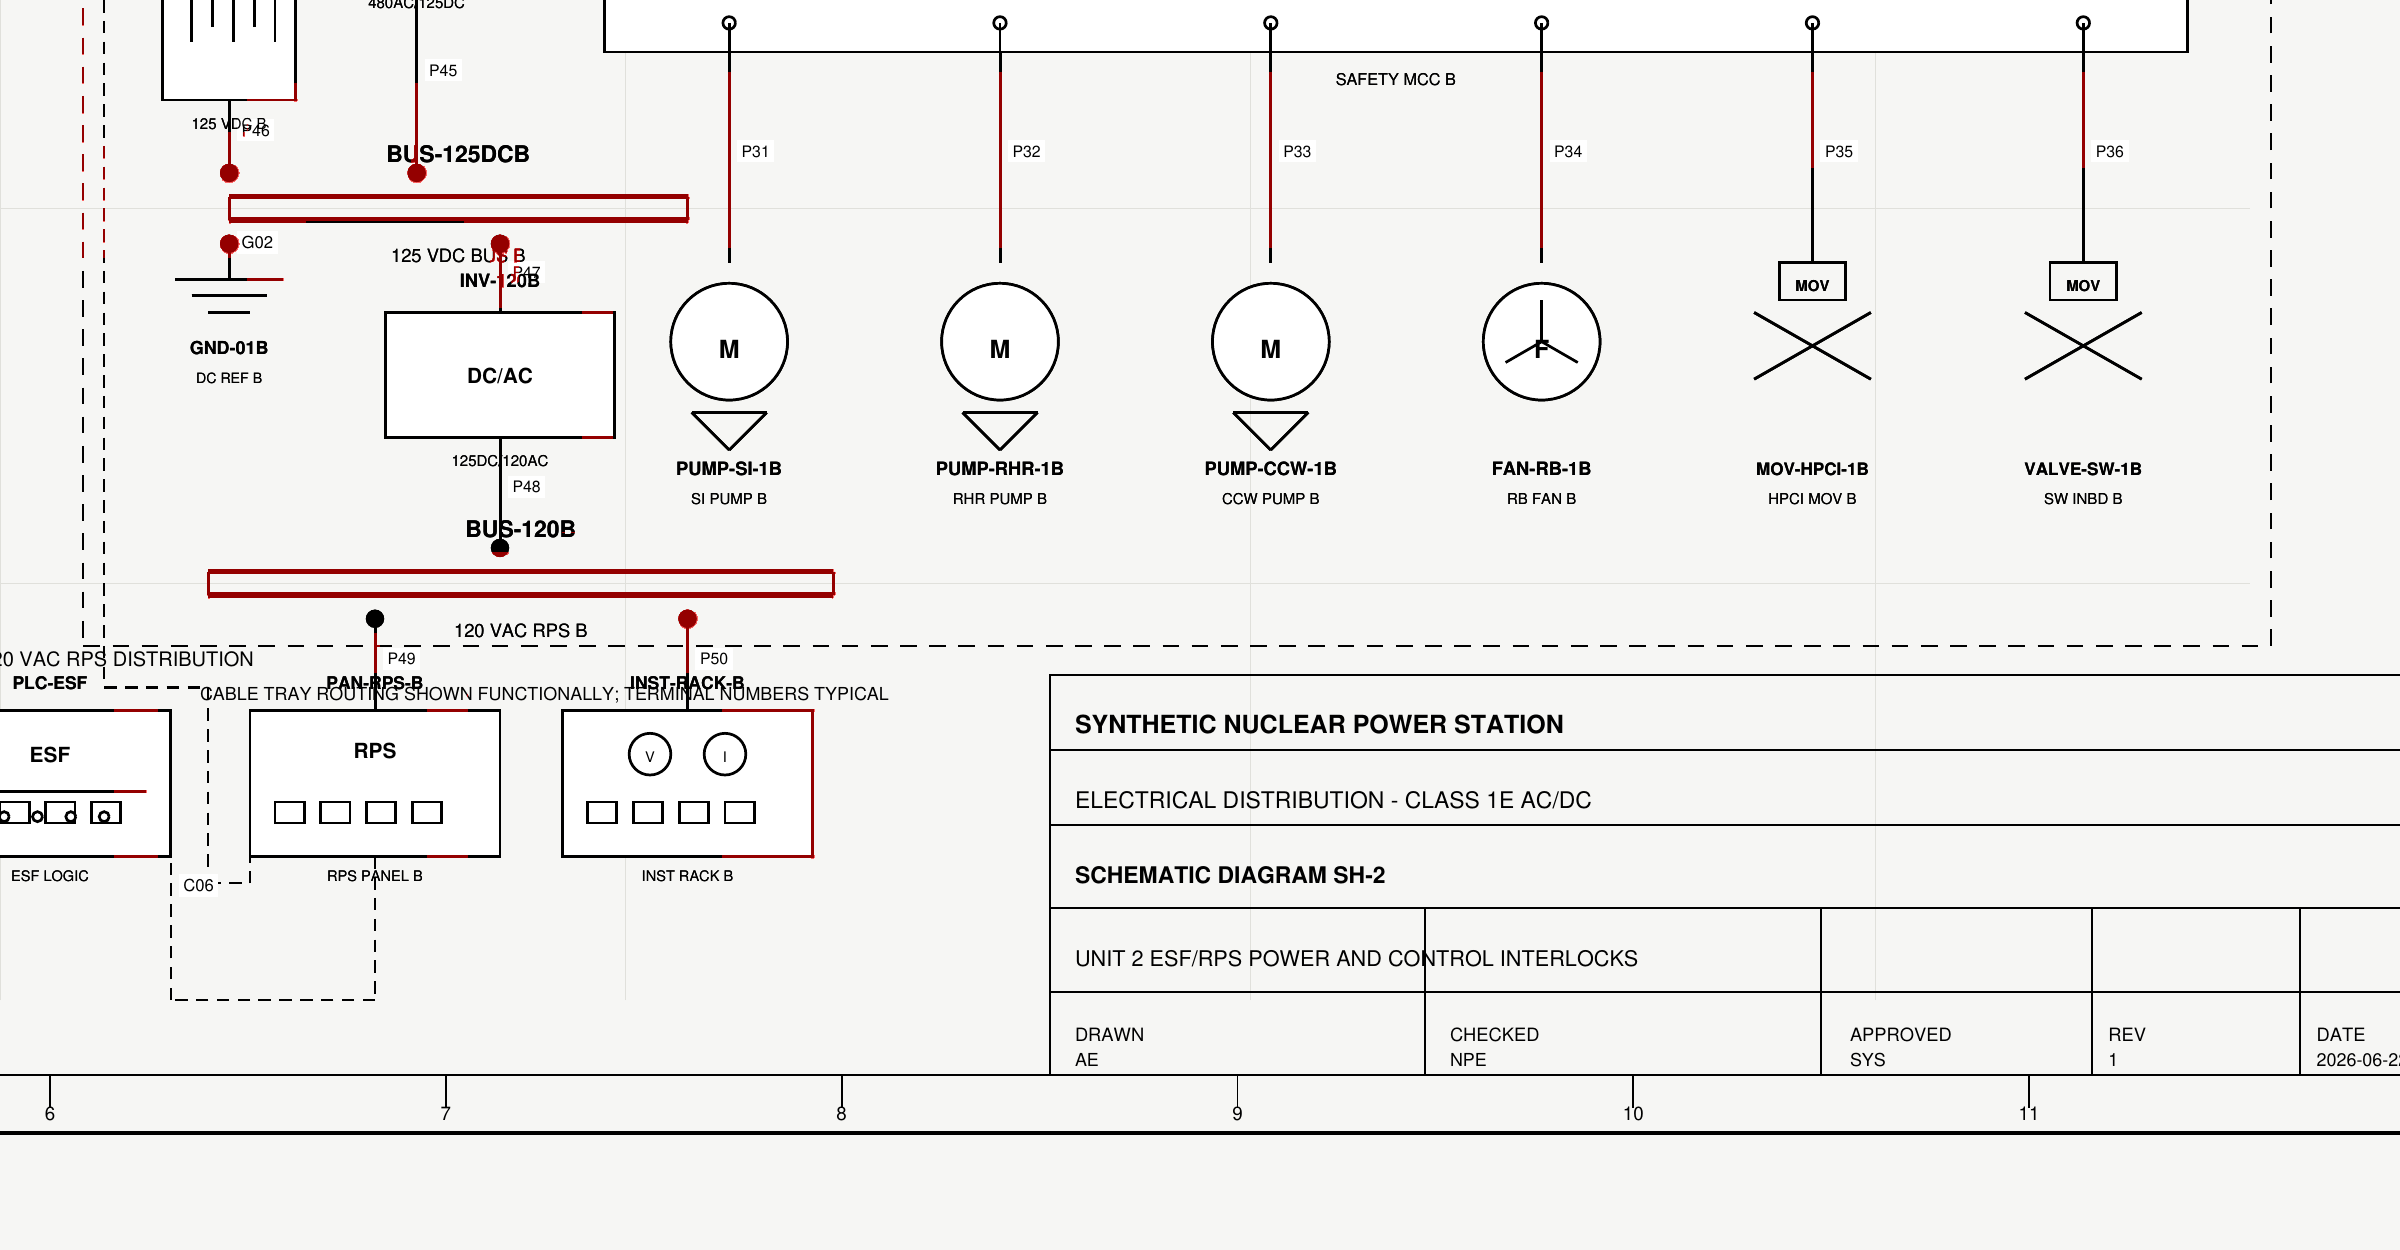 480AC/125DC
P45
SAFETY MCC B
125 VDC B
P46
BUS-125DCB
P31
P32
P33
P34
P35
P36
G02
125 VDC BUS B
P47
INV-120B
MOV
MOV
GND-01B
DC REF B
DC/AC
M
M
M
F
125DC/120AC
P48
PUMP-SI-1B
PUMP-RHR-1B
PUMP-CCW-1B
FAN-RB-1B
MOV-HPCI-1B
VALVE-SW-1B
SI PUMP B
RHR PUMP B
CCW PUMP B
RB FAN B
HPCI MOV B
SW INBD B
BUS-120B
120 VAC RPS B
20 VAC RPS DISTRIBUTION
P49
P50
PLC-ESF
PAN-RPS-B
INST-RACK-B
CABLE TRAY ROUTING SHOWN FUNCTIONALLY; TERMINAL NUMBERS TYPICAL
ESF
RPS
V
I
ESF LOGIC
C06
RPS PANEL B
INST RACK B
SYNTHETIC NUCLEAR POWER STATION
ELECTRICAL DISTRIBUTION - CLASS 1E AC/DC
SCHEMATIC DIAGRAM SH-2
UNIT 2 ESF/RPS POWER AND CONTROL INTERLOCKS
DRAWN
AE
CHECKED
NPE
APPROVED
SYS
REV
1
DATE
2026-06-22
6
7
8
9
10
11